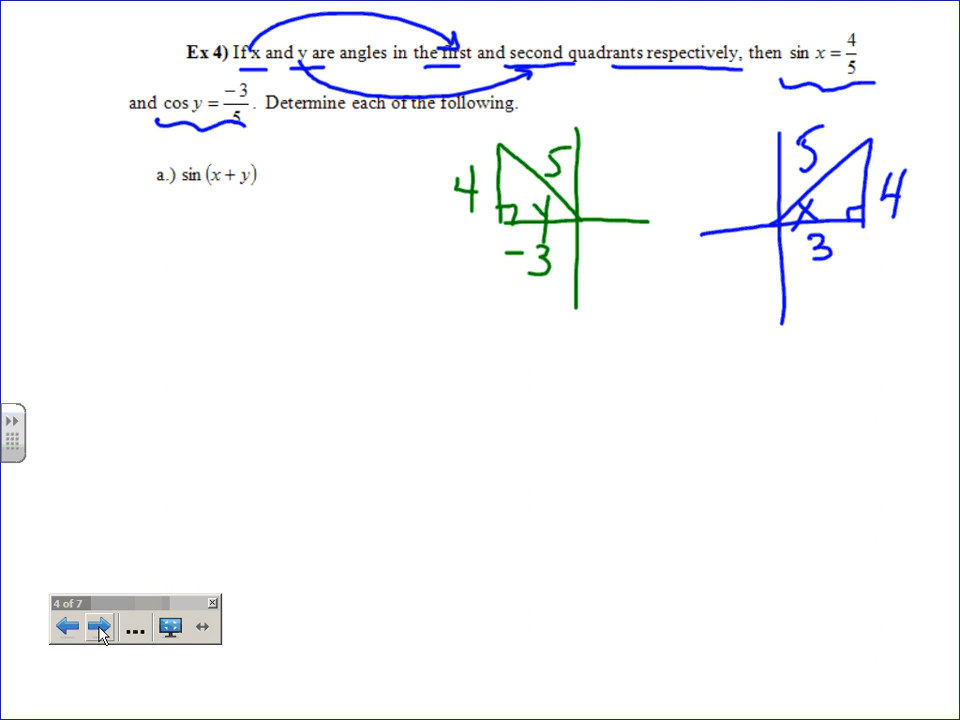 Ex 4) If x and y are angles in the first and second quadrants respectively, then sin x = 4/5
and cos y = -3/5 . Determine each of the following.
a.) sin (x + y)
4 5 y -3
5 4 x 3
4 of 7
...